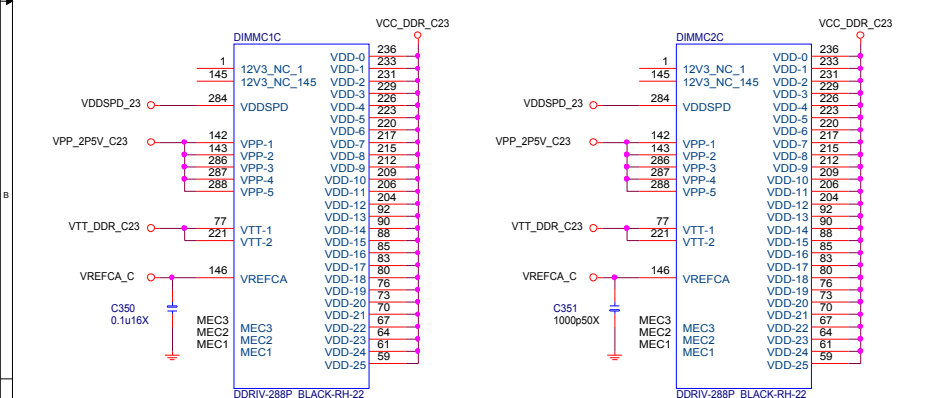 VCC_DDR_C23
DIMMC1C
1 12V3_NC_1
145 12V3_NC_145
VDDSPD_23 284 VDDSPD
VPP_2P5V_C23 142 VPP-1
143 VPP-2
286 VPP-3
287 VPP-4
288 VPP-5
VTT_DDR_C23 77 VTT-1
221 VTT-2
VREFCA_C 146 VREFCA
C350
0.1u16X
MEC3 MEC3
MEC2 MEC2
MEC1 MEC1
VDD-0 236
VDD-1 233
VDD-2 231
VDD-3 229
VDD-4 226
VDD-5 223
VDD-6 220
VDD-7 217
VDD-8 215
VDD-9 212
VDD-10 209
VDD-11 206
VDD-12 204
VDD-13 92
VDD-14 90
VDD-15 88
VDD-16 85
VDD-17 83
VDD-18 80
VDD-19 76
VDD-20 73
VDD-21 70
VDD-22 67
VDD-23 64
VDD-24 61
VDD-25 59
DDRIV-288P_BLACK-RH-22
VCC_DDR_C23
DIMMC2C
1 12V3_NC_1
145 12V3_NC_145
VDDSPD_23 284 VDDSPD
VPP_2P5V_C23 142 VPP-1
143 VPP-2
286 VPP-3
287 VPP-4
288 VPP-5
VTT_DDR_C23 77 VTT-1
221 VTT-2
VREFCA_C 146 VREFCA
C351
1000p50X
MEC3 MEC3
MEC2 MEC2
MEC1 MEC1
VDD-0 236
VDD-1 233
VDD-2 231
VDD-3 229
VDD-4 226
VDD-5 223
VDD-6 220
VDD-7 217
VDD-8 215
VDD-9 212
VDD-10 209
VDD-11 206
VDD-12 204
VDD-13 92
VDD-14 90
VDD-15 88
VDD-16 85
VDD-17 83
VDD-18 80
VDD-19 76
VDD-20 73
VDD-21 70
VDD-22 67
VDD-23 64
VDD-24 61
VDD-25 59
DDRIV-288P_BLACK-RH-22
B